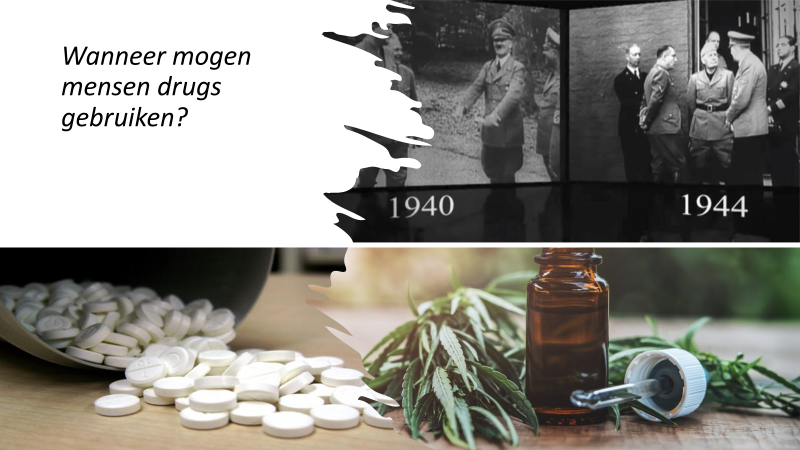 Wanneer mogen
mensen drugs
gebruiken?
1940
1944